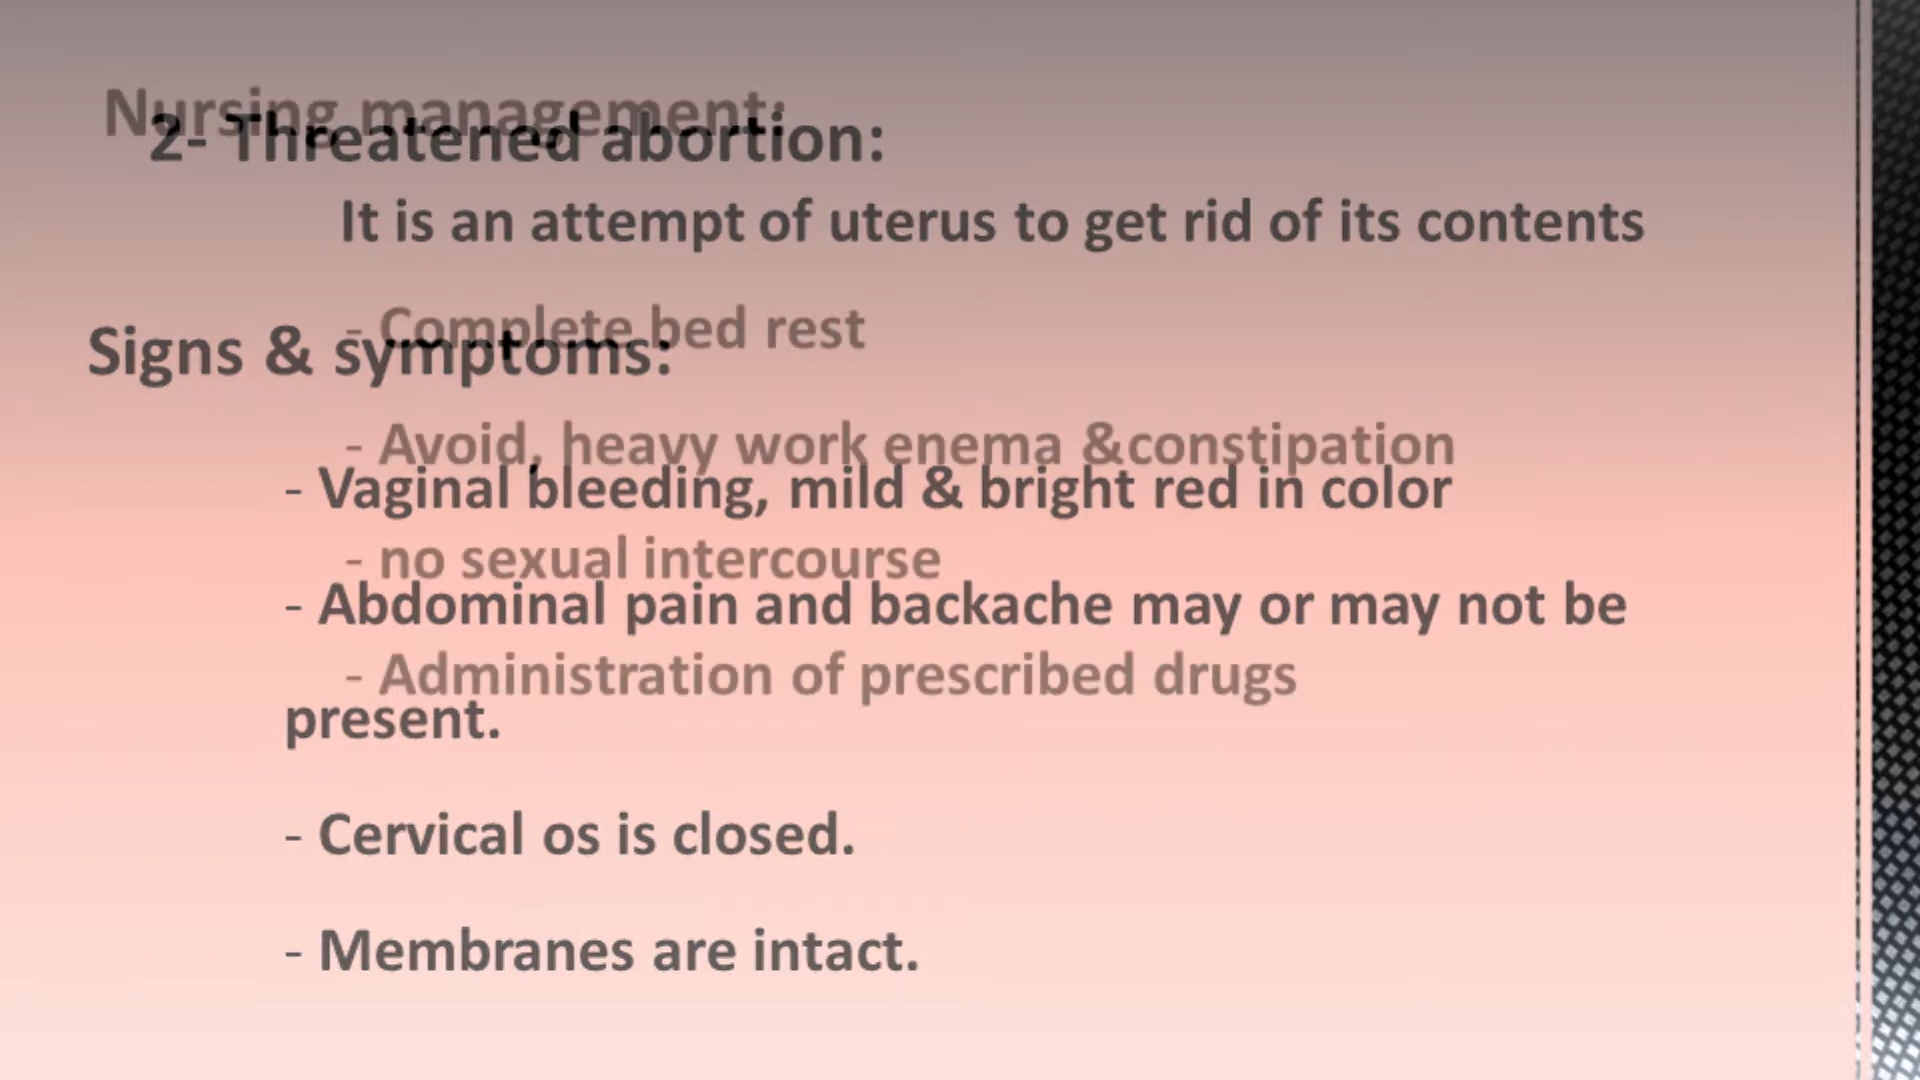 Nursing management:
2- Threatened abortion:
It is an attempt of uterus to get rid of its contents
- Complete bed rest
Signs & symptoms:
- Avoid, heavy work enema &constipation
- Vaginal bleeding, mild & bright red in color
- no sexual intercourse
- Abdominal pain and backache may or may not be
- Administration of prescribed drugs
present.
- Cervical os is closed.
- Membranes are intact.